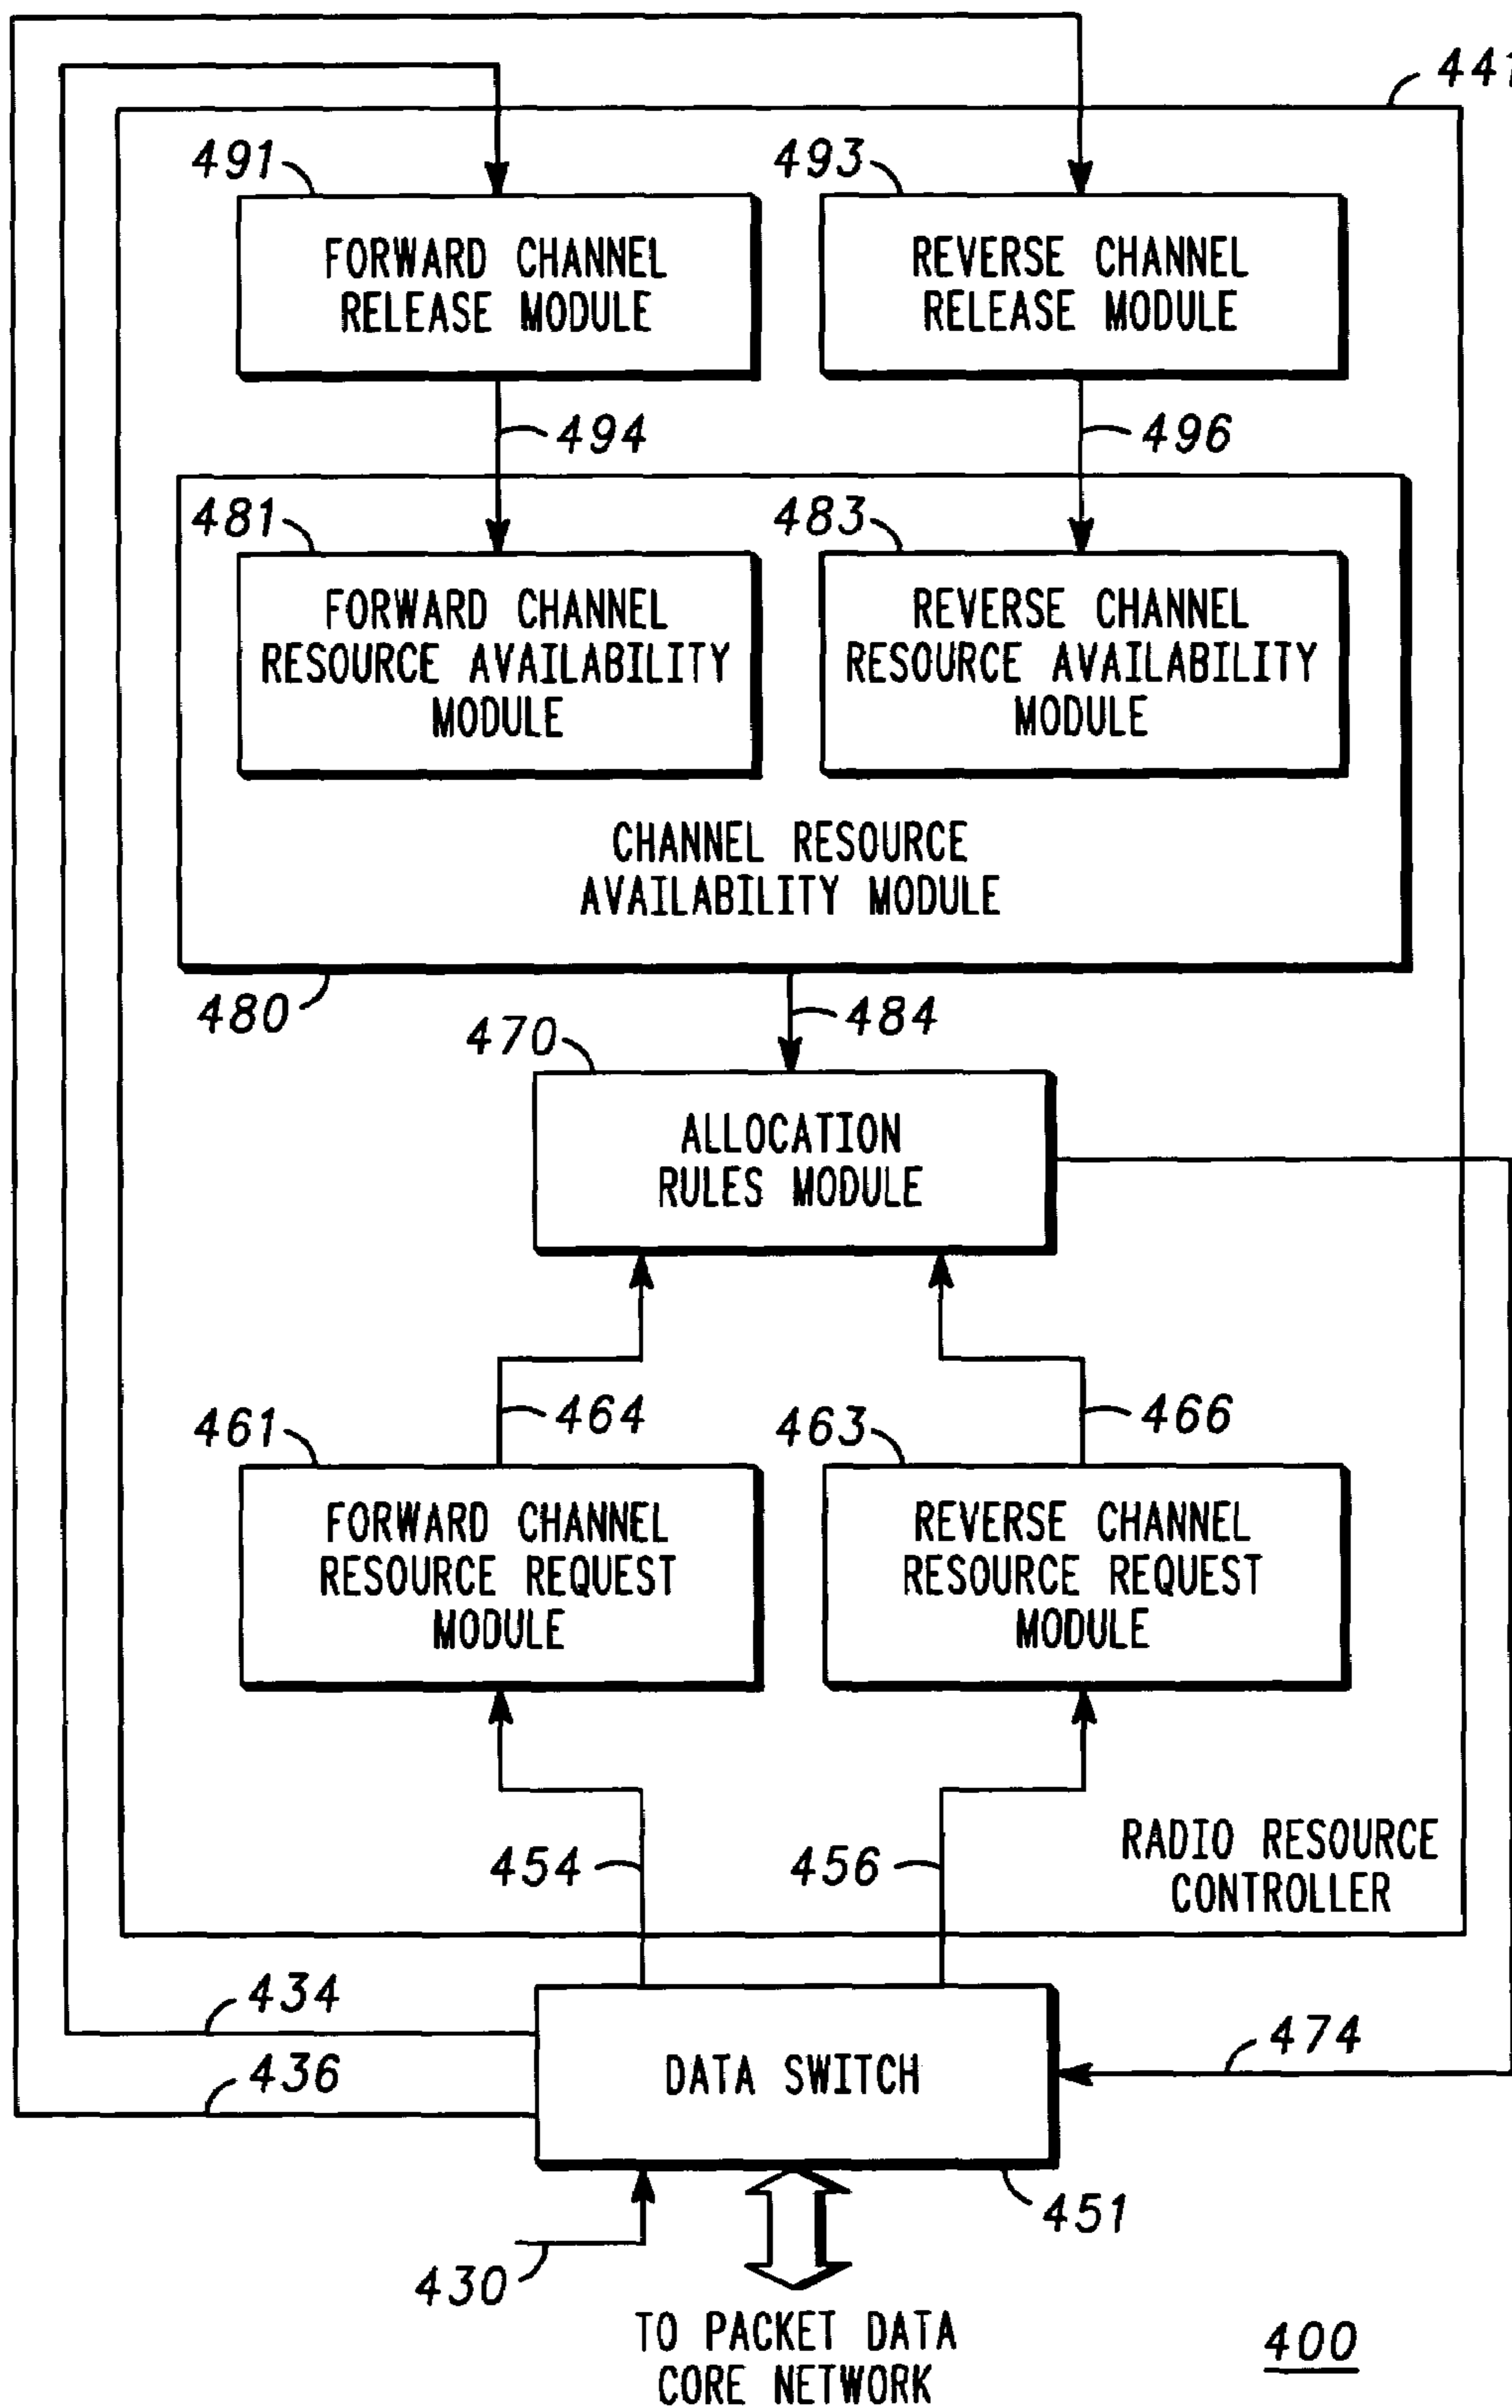 441
491
493
FORWARD CHANNEL
RELEASE MODULE
REVERSE CHANNEL
RELEASE MODULE
494
496
481
483
FORWARD CHANNEL
RESOURCE AVAILABILITY
MODULE
REVERSE CHANNEL
RESOURCE AVAILABILITY
MODULE
CHANNEL RESOURCE
AVAILABILITY MODULE
480
484
470
ALLOCATION
RULES MODULE
461
464
463
466
FORWARD CHANNEL
RESOURCE REQUEST
MODULE
REVERSE CHANNEL
RESOURCE REQUEST
MODULE
454
456
RADIO RESOURCE
CONTROLLER
434
436
DATA SWITCH
474
451
430
TO PACKET DATA
CORE NETWORK
400